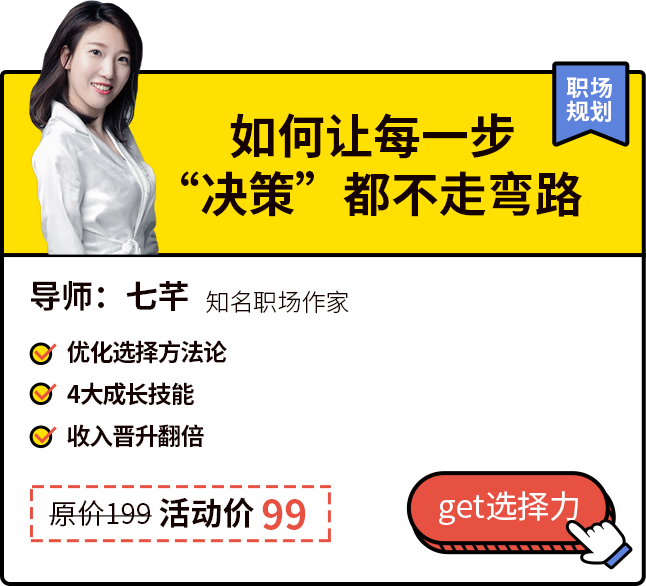 职场
规划
如何让每一步
“决策”都不走弯路
导师：七芊 知名职场作家
优化选择方法论
4大成长技能
收入晋升翻倍
原价199 活动价 99
get选择力